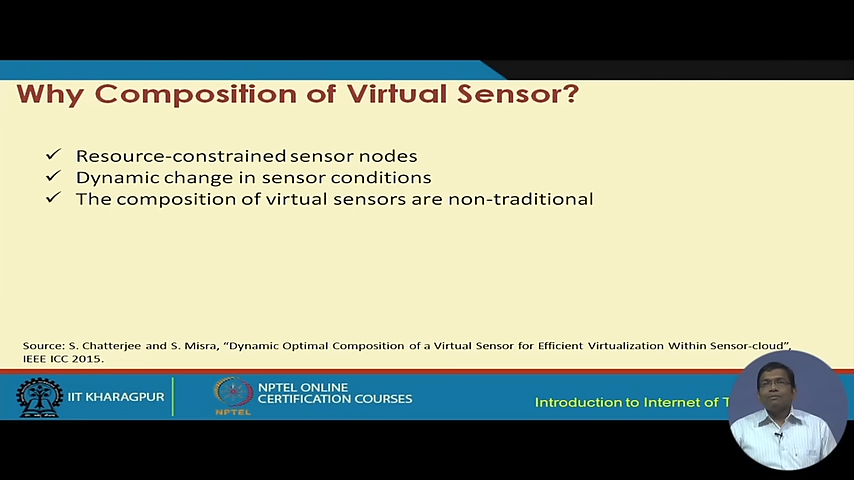 Why Composition of Virtual Sensor?
✓ Resource-constrained sensor nodes
✓ Dynamic change in sensor conditions
✓ The composition of virtual sensors are non-traditional
Source: S. Chatterjee and S. Misra, “Dynamic Optimal Composition of a Virtual Sensor for Efficient Virtualization Within Sensor-cloud”,
IEEE ICC 2015.
IIT KHARAGPUR
NPTEL
NPTEL ONLINE
CERTIFICATION COURSES
Introduction to Internet of